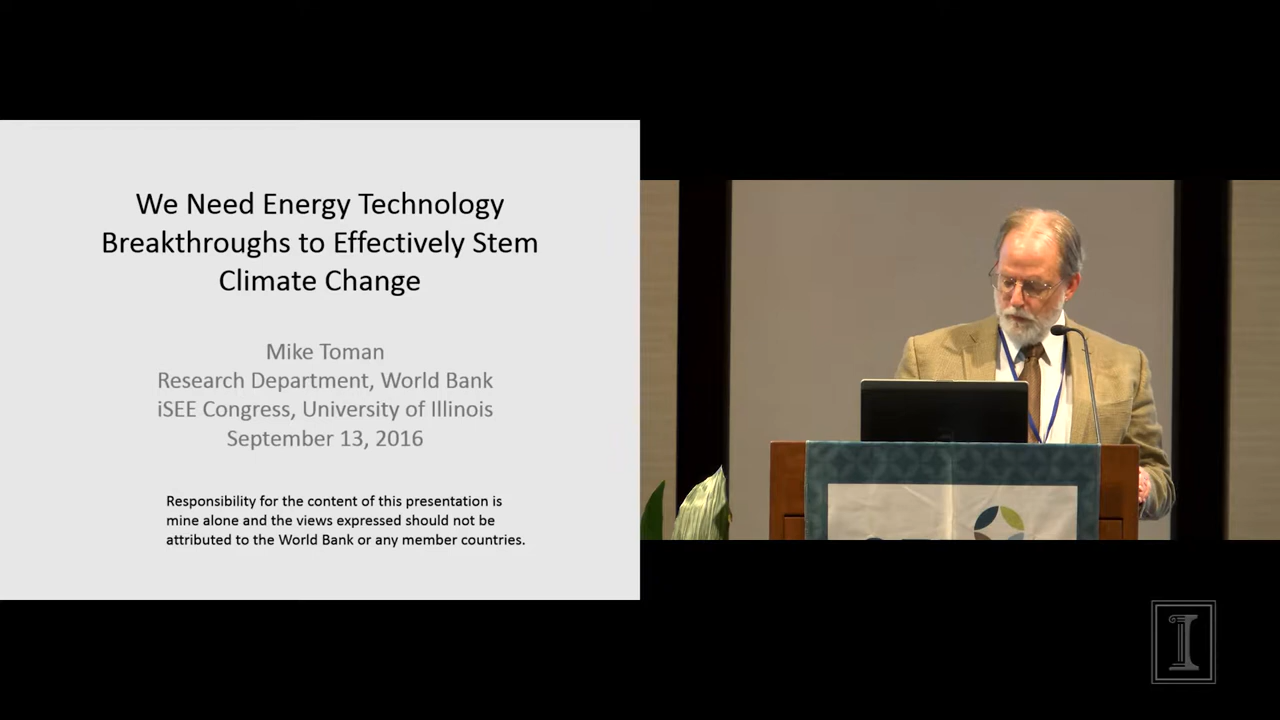 We Need Energy Technology
Breakthroughs to Effectively Stem
Climate Change
Mike Toman
Research Department, World Bank
iSEE Congress, University of Illinois
September 13, 2016
Responsibility for the content of this presentation is
mine alone and the views expressed should not be
attributed to the World Bank or any member countries.
I